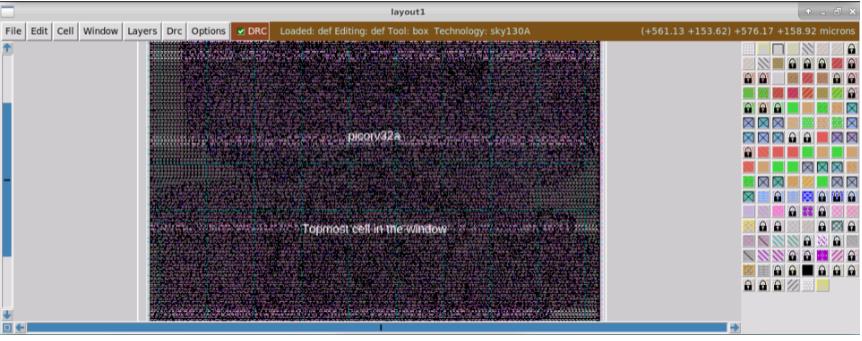 layout1
File Edit Cell Window Layers Drc Options DRC Loaded: def Editing: def Tool: box Technology: sky130A (+561.13 +153.62) +576.17 +158.92 microns
picorv32a
Topmost cell in the window